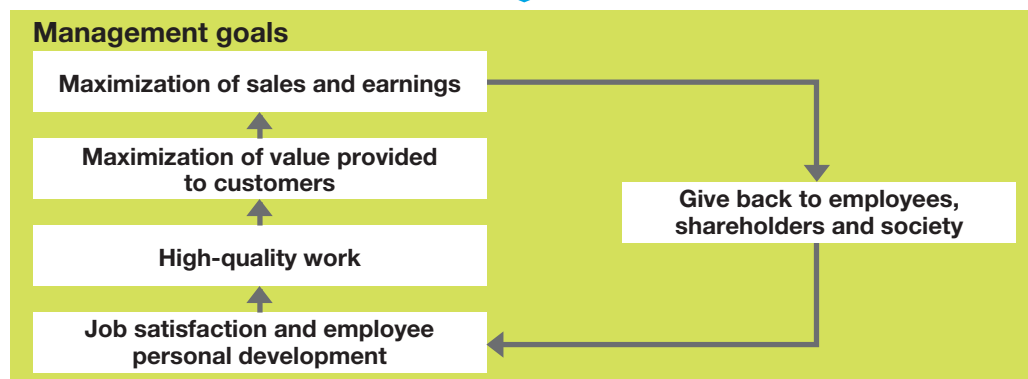 Management goals
Maximization of sales and earnings
Maximization of value provided
to customers
High-quality work
Job satisfaction and employee
personal development
Give back to employees,
shareholders and society